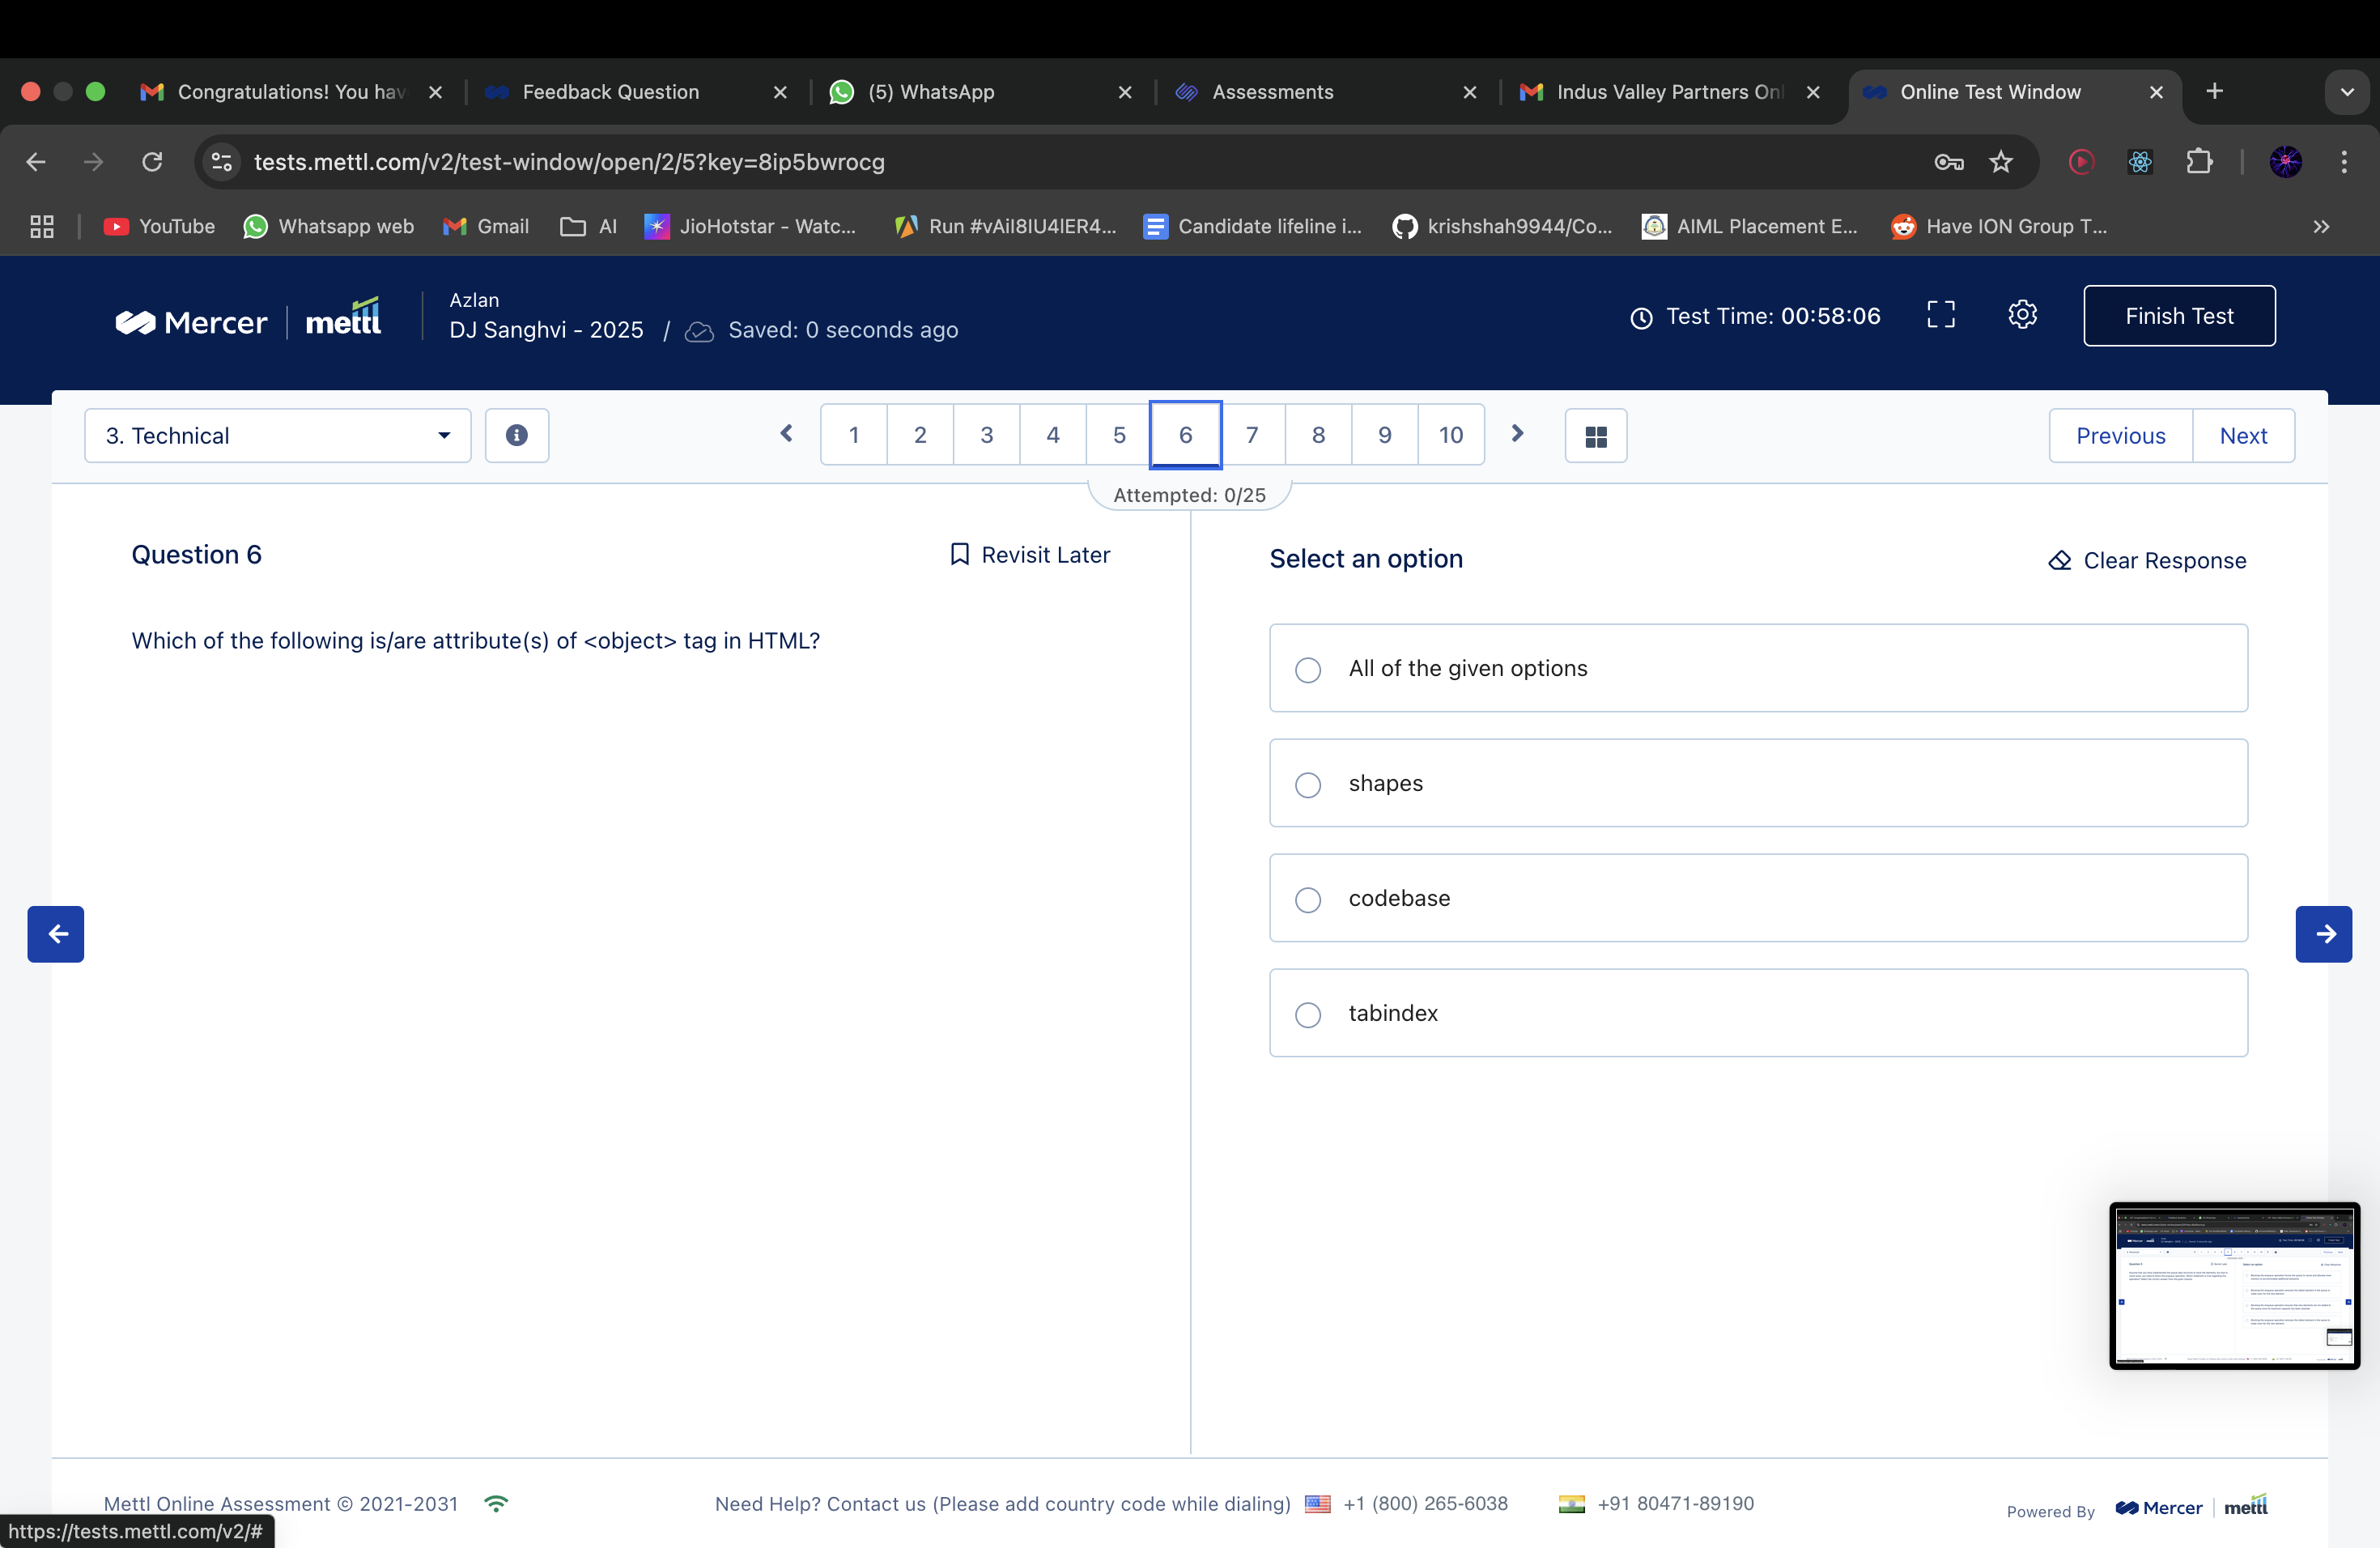 Congratulations! You hav
Feedback Question
(5) WhatsApp
Assessments
Indus Valley Partners Onl
Online Test Window
tests.mettl.com/v2/test-window/open/2/5?key=8ip5bwrocg
YouTube
Whatsapp web
Gmail
AI
JioHotstar - Watc...
Run #vAiI8IU4lER4...
Candidate lifeline i...
krishshah9944/Co...
AIML Placement E...
Have ION Group T...
Mercer | mettl
Azlan
DJ Sanghvi - 2025 / Saved: 0 seconds ago
Test Time: 00:58:06
Finish Test
3. Technical
1 2 3 4 5 6 7 8 9 10
Previous
Next
Attempted: 0/25
Question 6
Revisit Later
Which of the following is/are attribute(s) of <object> tag in HTML?
Select an option
Clear Response
All of the given options
shapes
codebase
tabindex
Mettl Online Assessment © 2021-2031
Need Help? Contact us (Please add country code while dialing) +1 (800) 265-6038 +91 80471-89190
Powered By Mercer | mettl
https://tests.mettl.com/v2/#